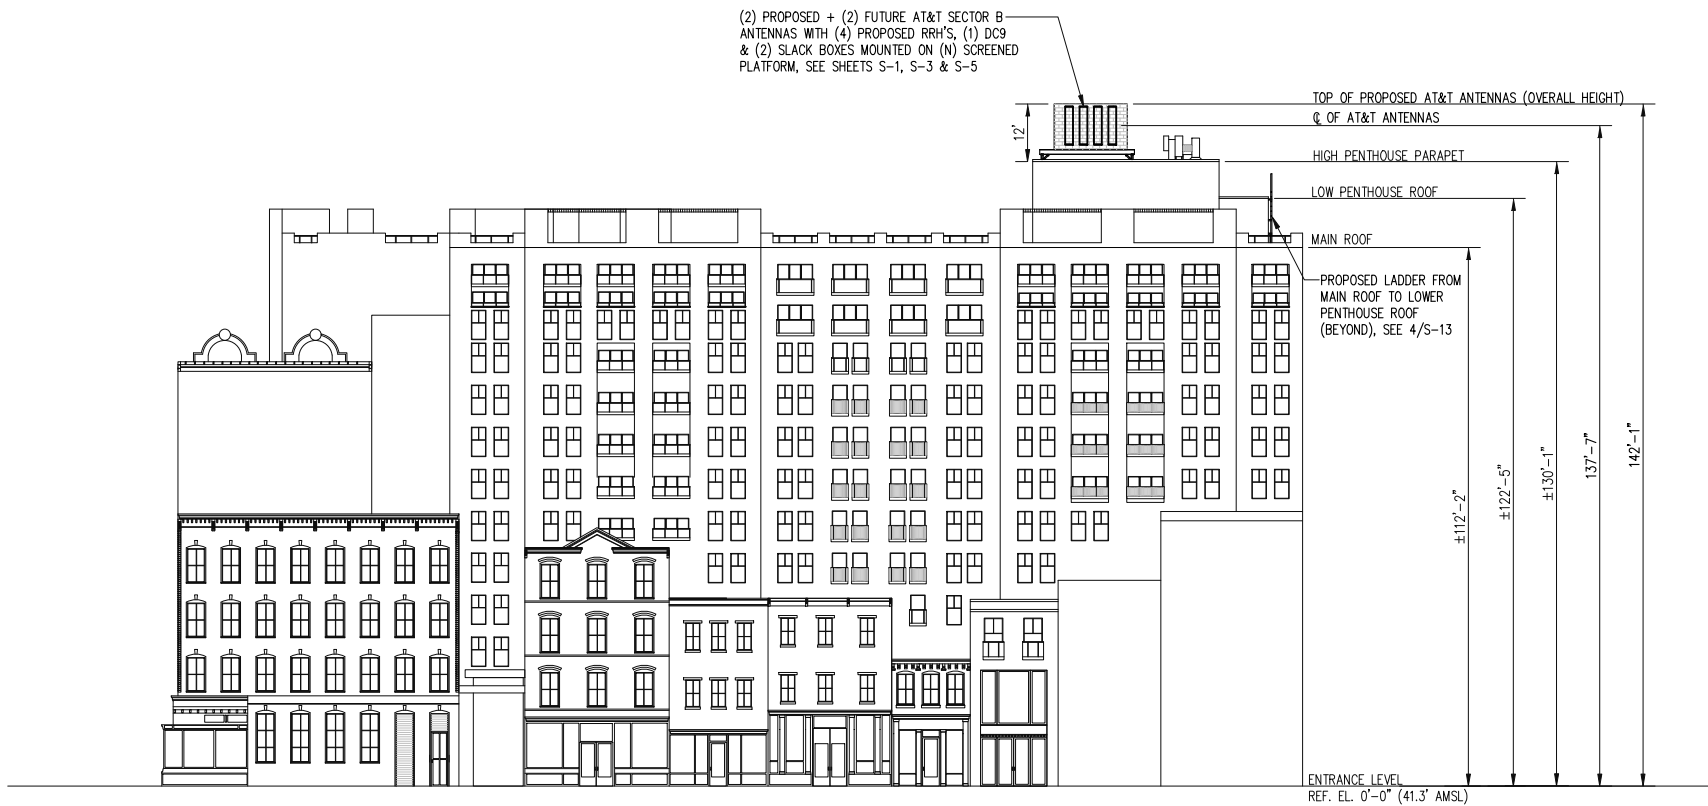 (2) PROPOSED + (2) FUTURE AT&T SECTOR B
ANTENNAS WITH (4) PROPOSED RRH'S, (1) DC9
& (2) SLACK BOXES MOUNTED ON (N) SCREENED
PLATFORM, SEE SHEETS S-1, S-3 & S-5
TOP OF PROPOSED AT&T ANTENNAS (OVERALL HEIGHT)
℄ OF AT&T ANTENNAS
12'
HIGH PENTHOUSE PARAPET
LOW PENTHOUSE ROOF
MAIN ROOF
PROPOSED LADDER FROM
MAIN ROOF TO LOWER
PENTHOUSE ROOF
(BEYOND), SEE 4/S-13
±112'-2"
±122'-5"
±130'-1"
137'-7"
142'-1"
ENTRANCE LEVEL
REF. EL. 0'-0" (41.3' AMSL)